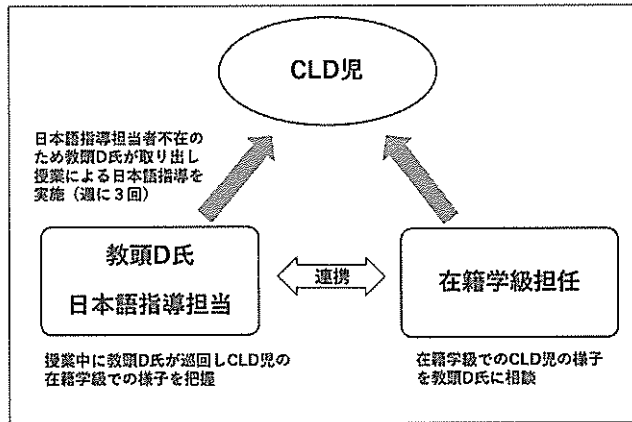 CLD児
日本語指導担当者不在の
ため教頭D氏が取り出し
授業による日本語指導を
実施（週に３回）
教頭D氏
日本語指導担当
連携
在籍学級担任
授業中に教頭D氏が巡回しCLD児の
在籍学級での様子を把握
在籍学級でのCLD児の様子
を教頭D氏に相談